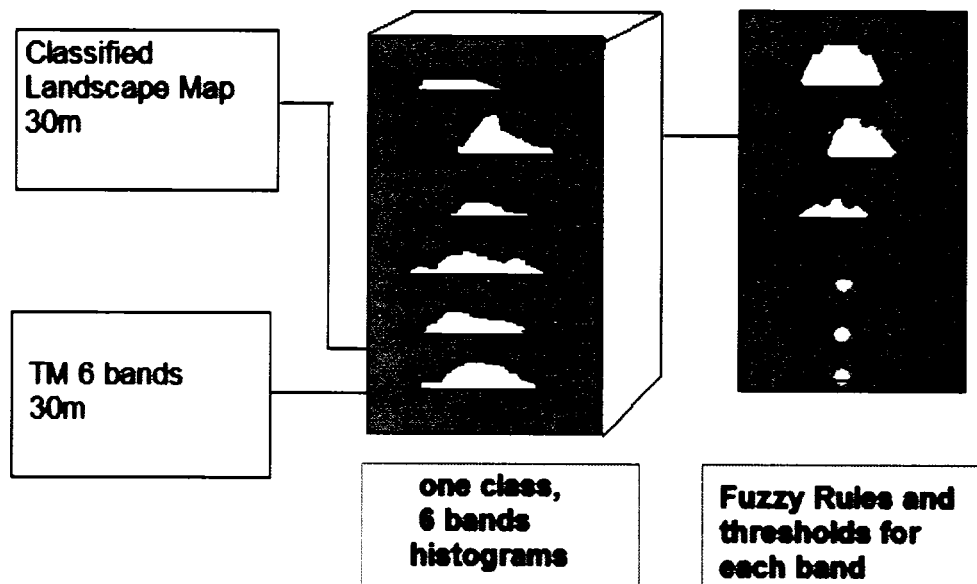 Classified
Landscape Map
30m
TM 6 bands
30m
one class,
6 bands
histograms
Fuzzy Rules and
thresholds for
each band